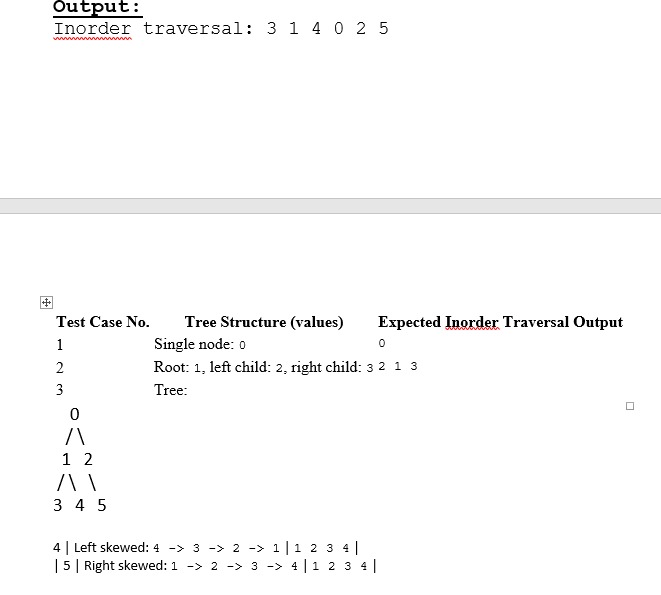 Output:
Inorder traversal: 3 1 4 0 2 5
Test Case No. Tree Structure (values) Expected Inorder Traversal Output
1 Single node: 0 0
2 Root: 1, left child: 2, right child: 3 2 1 3
3 Tree:
0
/\
1 2
/\ \
3 4 5
4 | Left skewed: 4 -> 3 -> 2 -> 1 | 1 2 3 4 |
| 5 | Right skewed: 1 -> 2 -> 3 -> 4 | 1 2 3 4 |